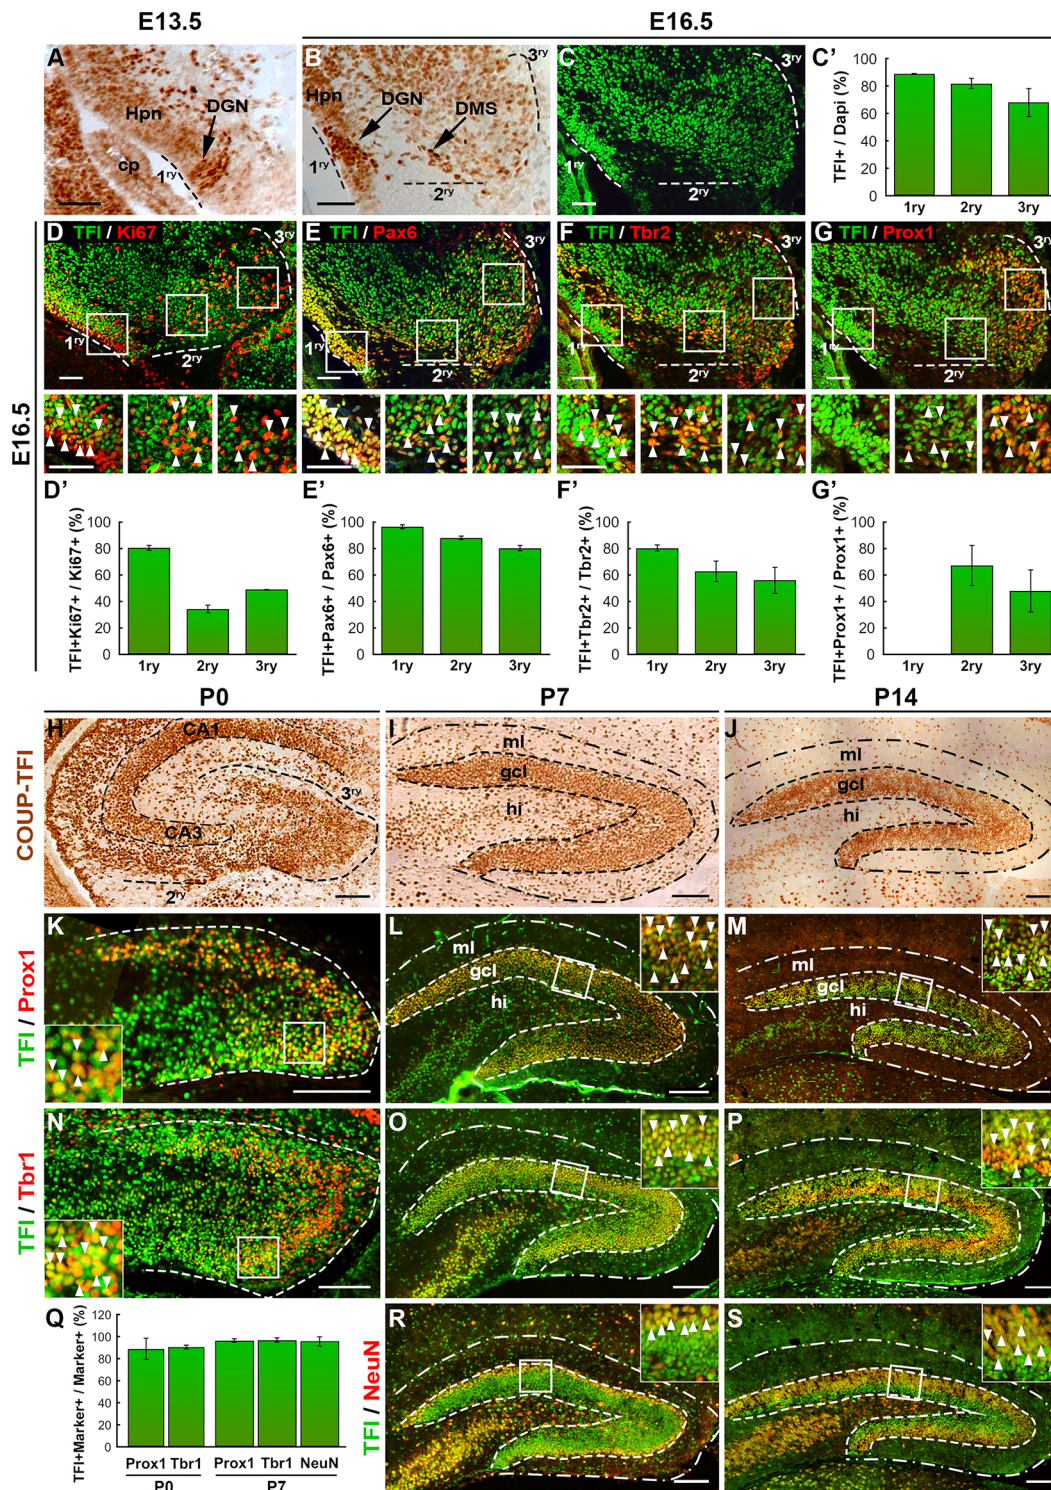 E13.5
E16.5
A
Hpn
DGN
cp
1ry
B
3ry
Hpn
DGN
DMS
1ry
2ry
C
3ry
1ry
2ry
C’
TFI+ / Dapi (%)
100
80
60
40
20
0
1ry 2ry 3ry
E16.5
D TFI / Ki67
3ry
1ry
2ry
E TFI / Pax6
3ry
1ry
2ry
F TFI / Tbr2
3ry
1ry
2ry
G TFI / Prox1
3ry
1ry
2ry
D’
TFI+Ki67+ / Ki67+ (%)
100
80
60
40
20
0
1ry 2ry 3ry
E’
TFI+Pax6+ / Pax6+ (%)
100
80
60
40
20
0
1ry 2ry 3ry
F’
TFI+Tbr2+ / Tbr2+ (%)
100
80
60
40
20
0
1ry 2ry 3ry
G’
TFI+Prox1+ / Prox1+ (%)
100
80
60
40
20
0
1ry 2ry 3ry
P0
P7
P14
COUP-TFI
H
CA1
3ry
CA3
2ry
I
ml
gcl
hi
J
ml
gcl
hi
TFI / Prox1
K
L
ml
gcl
hi
M
ml
gcl
hi
TFI / Tbr1
N
O
P
Q
TFI+Marker+ / Marker+ (%)
120
100
80
60
40
20
0
Prox1 Tbr1 Prox1 Tbr1 NeuN
P0 P7
TFI / NeuN
R
S